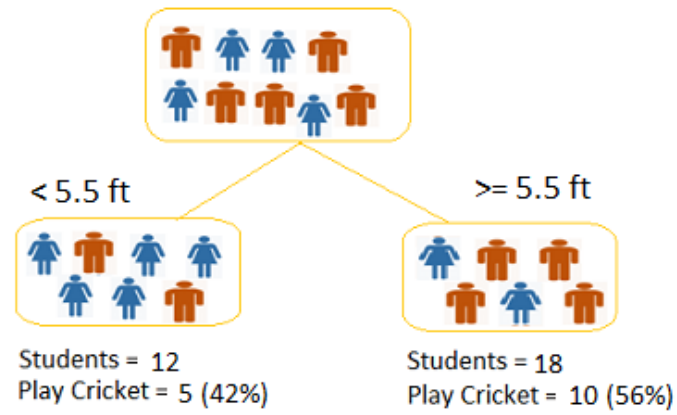 < 5.5 ft
>= 5.5 ft
Students = 12
Play Cricket = 5 (42%)
Students = 18
Play Cricket = 10 (56%)